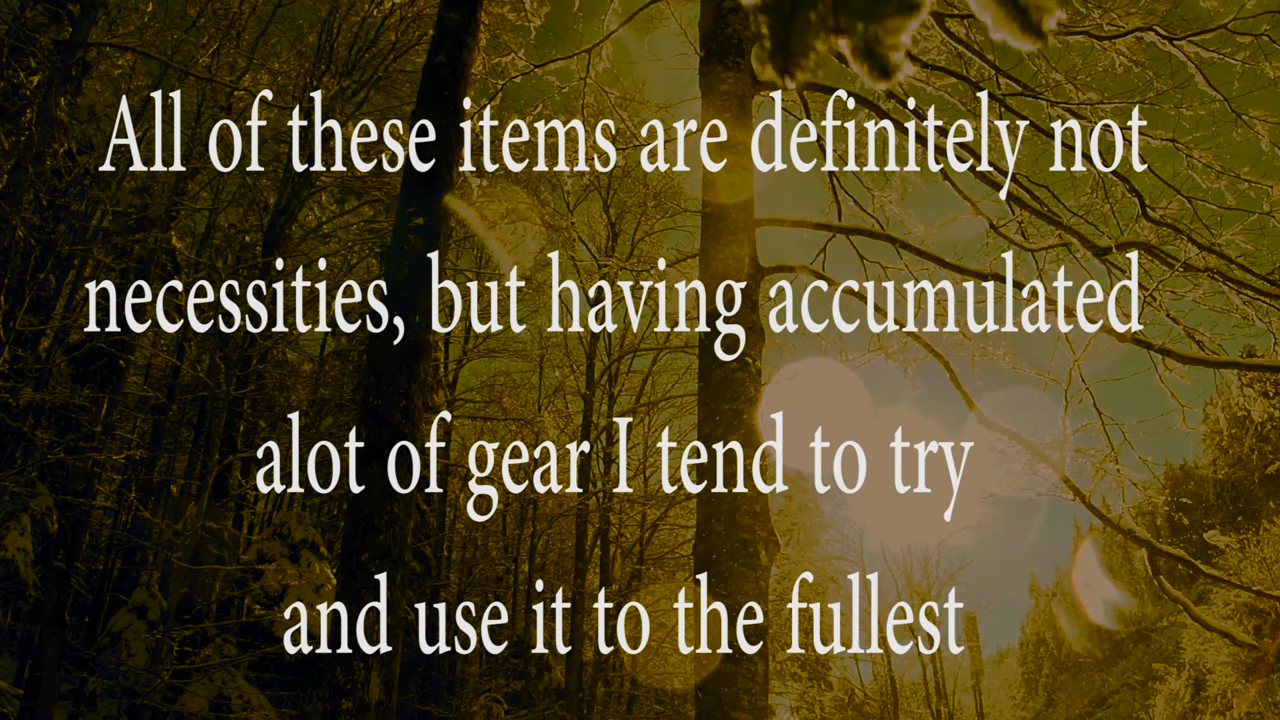 All of these items are definitely not
necessities, but having accumulated
alot of gear I tend to try
and use it to the fullest